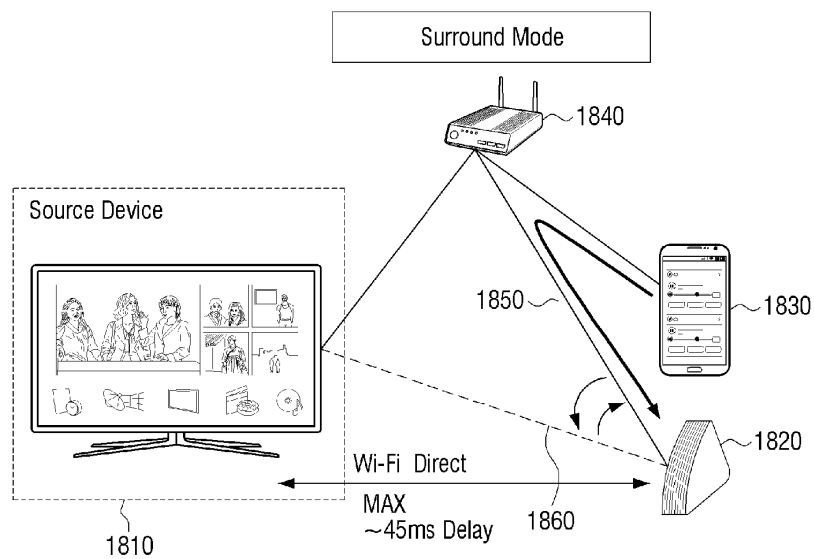 Surround Mode
1840
Source Device
1850
1830
1820
Wi-Fi Direct
MAX
~45ms Delay
1860
1810